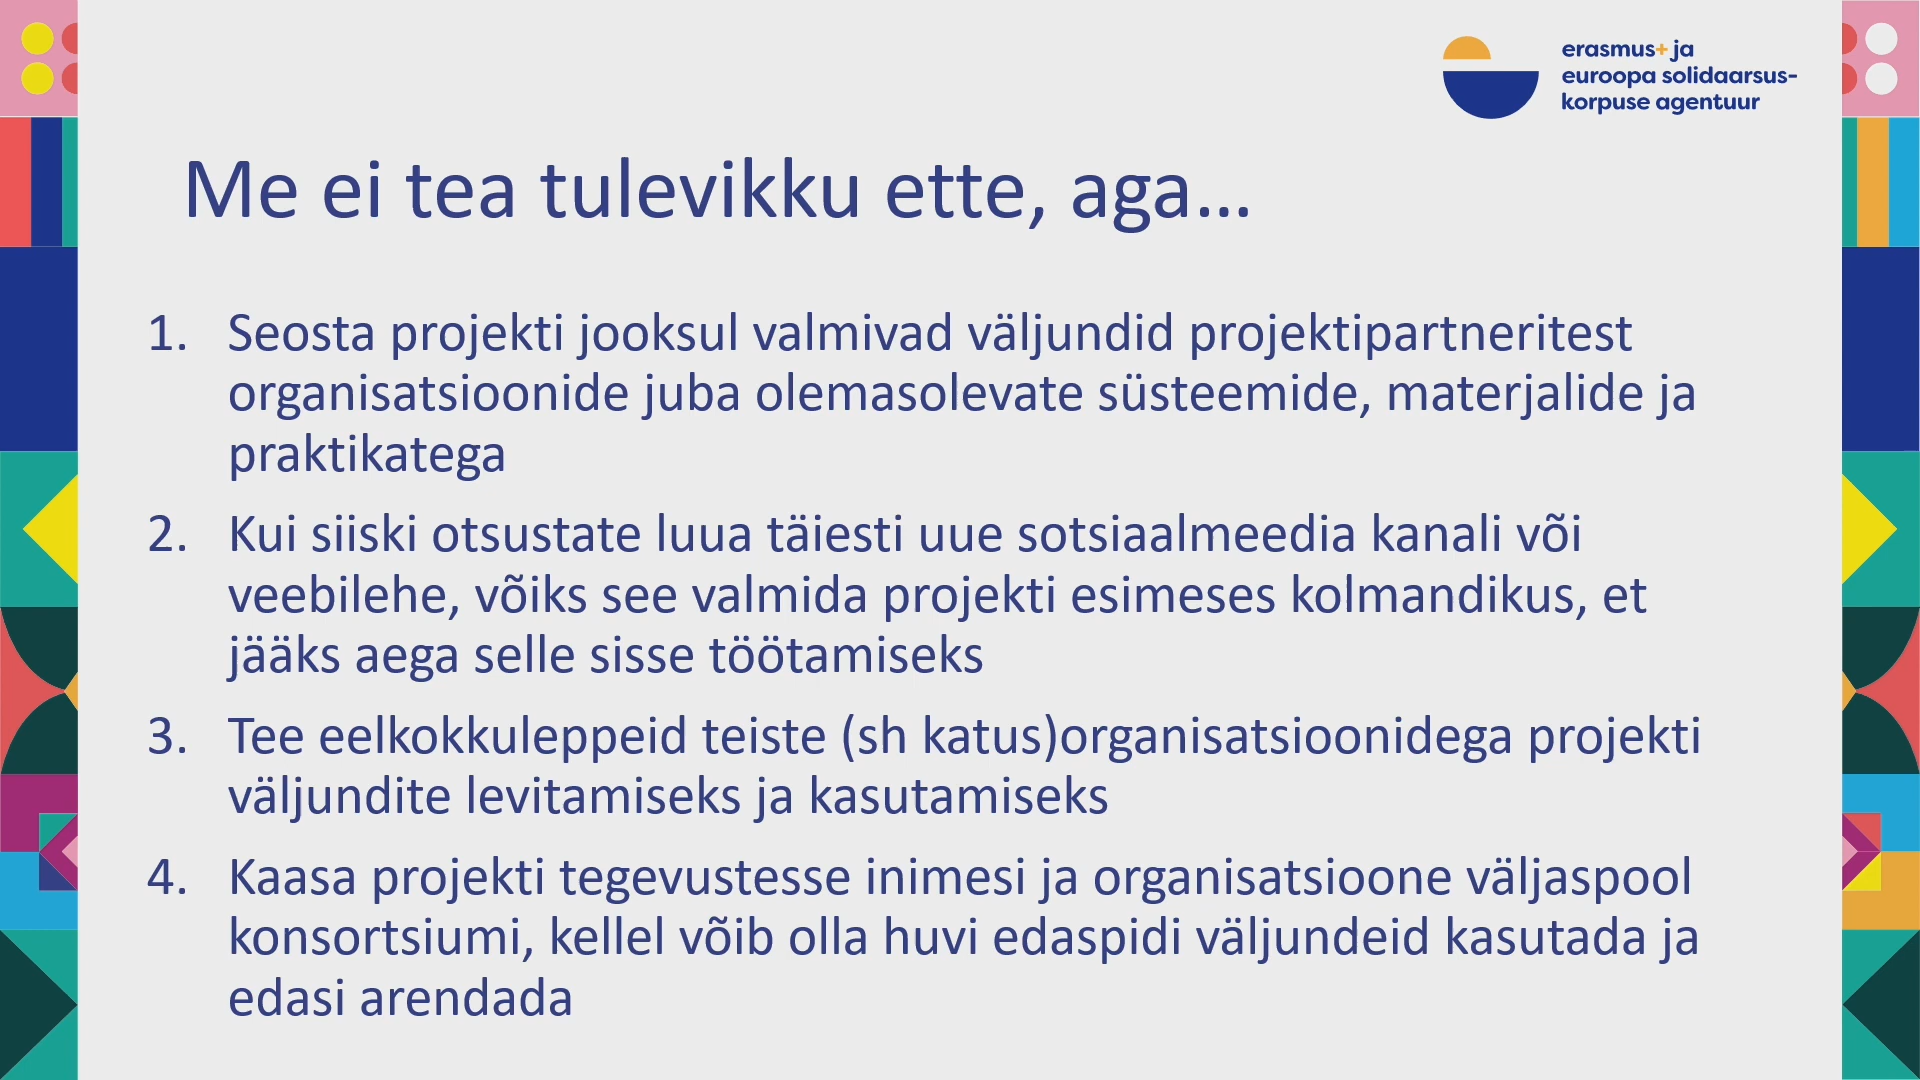 erasmus+ ja
euroopa solidaarsus-
korpuse agentuur
Me ei tea tulevikku ette, aga...
1. Seosta projekti jooksul valmivad väljundid projektipartneritest
organisatsioonide juba olemasolevate süsteemide, materjalide ja
praktikatega
2. Kui siiski otsustate luua täiesti uue sotsiaalmeedia kanali või
veebilehe, võiks see valmida projekti esimeses kolmandikus, et
jääks aega selle sisse töötamiseks
3. Tee eelkokkuleppeid teiste (sh katus)organisatsioonidega projekti
väljundite levitamiseks ja kasutamiseks
4. Kaasa projekti tegevustesse inimesi ja organisatsioone väljaspool
konsortsiumi, kellel võib olla huvi edaspidi väljundeid kasutada ja
edasi arendada